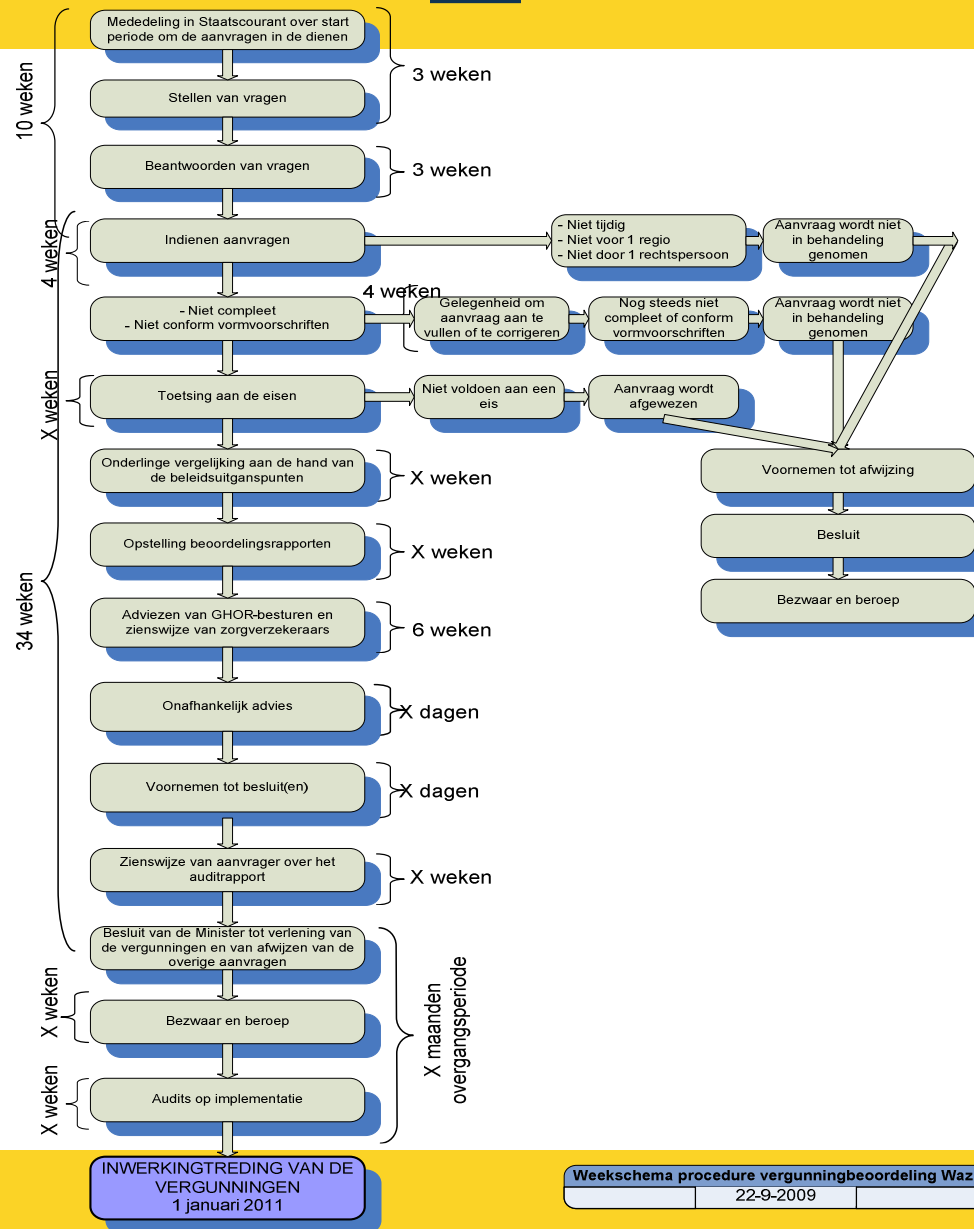 Mededeling in Staatscourant over start
periode om de aanvragen in de dienen
3 weken
10 weken
Stellen van vragen
Beantwoorden van vragen
3 weken
Indienen aanvragen
4 weken
- Niet tijdig
- Niet voor 1 regio
- Niet door 1 rechtspersoon
Aanvraag wordt niet
in behandeling
genomen
- Niet compleet
- Niet conform vormvoorschriften
4 weken
Gelegenheid om
aanvraag aan te
vullen of te corrigeren
Nog steeds niet
compleet of conform
vormvoorschriften
Aanvraag wordt niet
in behandeling
genomen
X weken
Toetsing aan de eisen
Niet voldoen aan een
eis
Aanvraag wordt
afgewezen
Onderlinge vergelijking aan de hand van
de beleidsuitganspunten
X weken
Voornemen tot afwijzing
Opstelling beoordelingsrapporten
X weken
Besluit
34 weken
Adviezen van GHOR-besturen en
zienswijze van zorgverzekeraars
6 weken
Bezwaar en beroep
Onafhankelijk advies
X dagen
Voornemen tot besluit(en)
X dagen
Zienswijze van aanvrager over het
auditrapport
X weken
Besluit van de Minister tot verlening van
de vergunningen en van afwijzen van de
overige aanvragen
X weken
Bezwaar en beroep
X maanden
overgangsperiode
X weken
Audits op implementatie
INWERKINGTREDING VAN DE
VERGUNNINGEN
1 januari 2011
Weekschema procedure vergunningbeoordeling Waz
22-9-2009